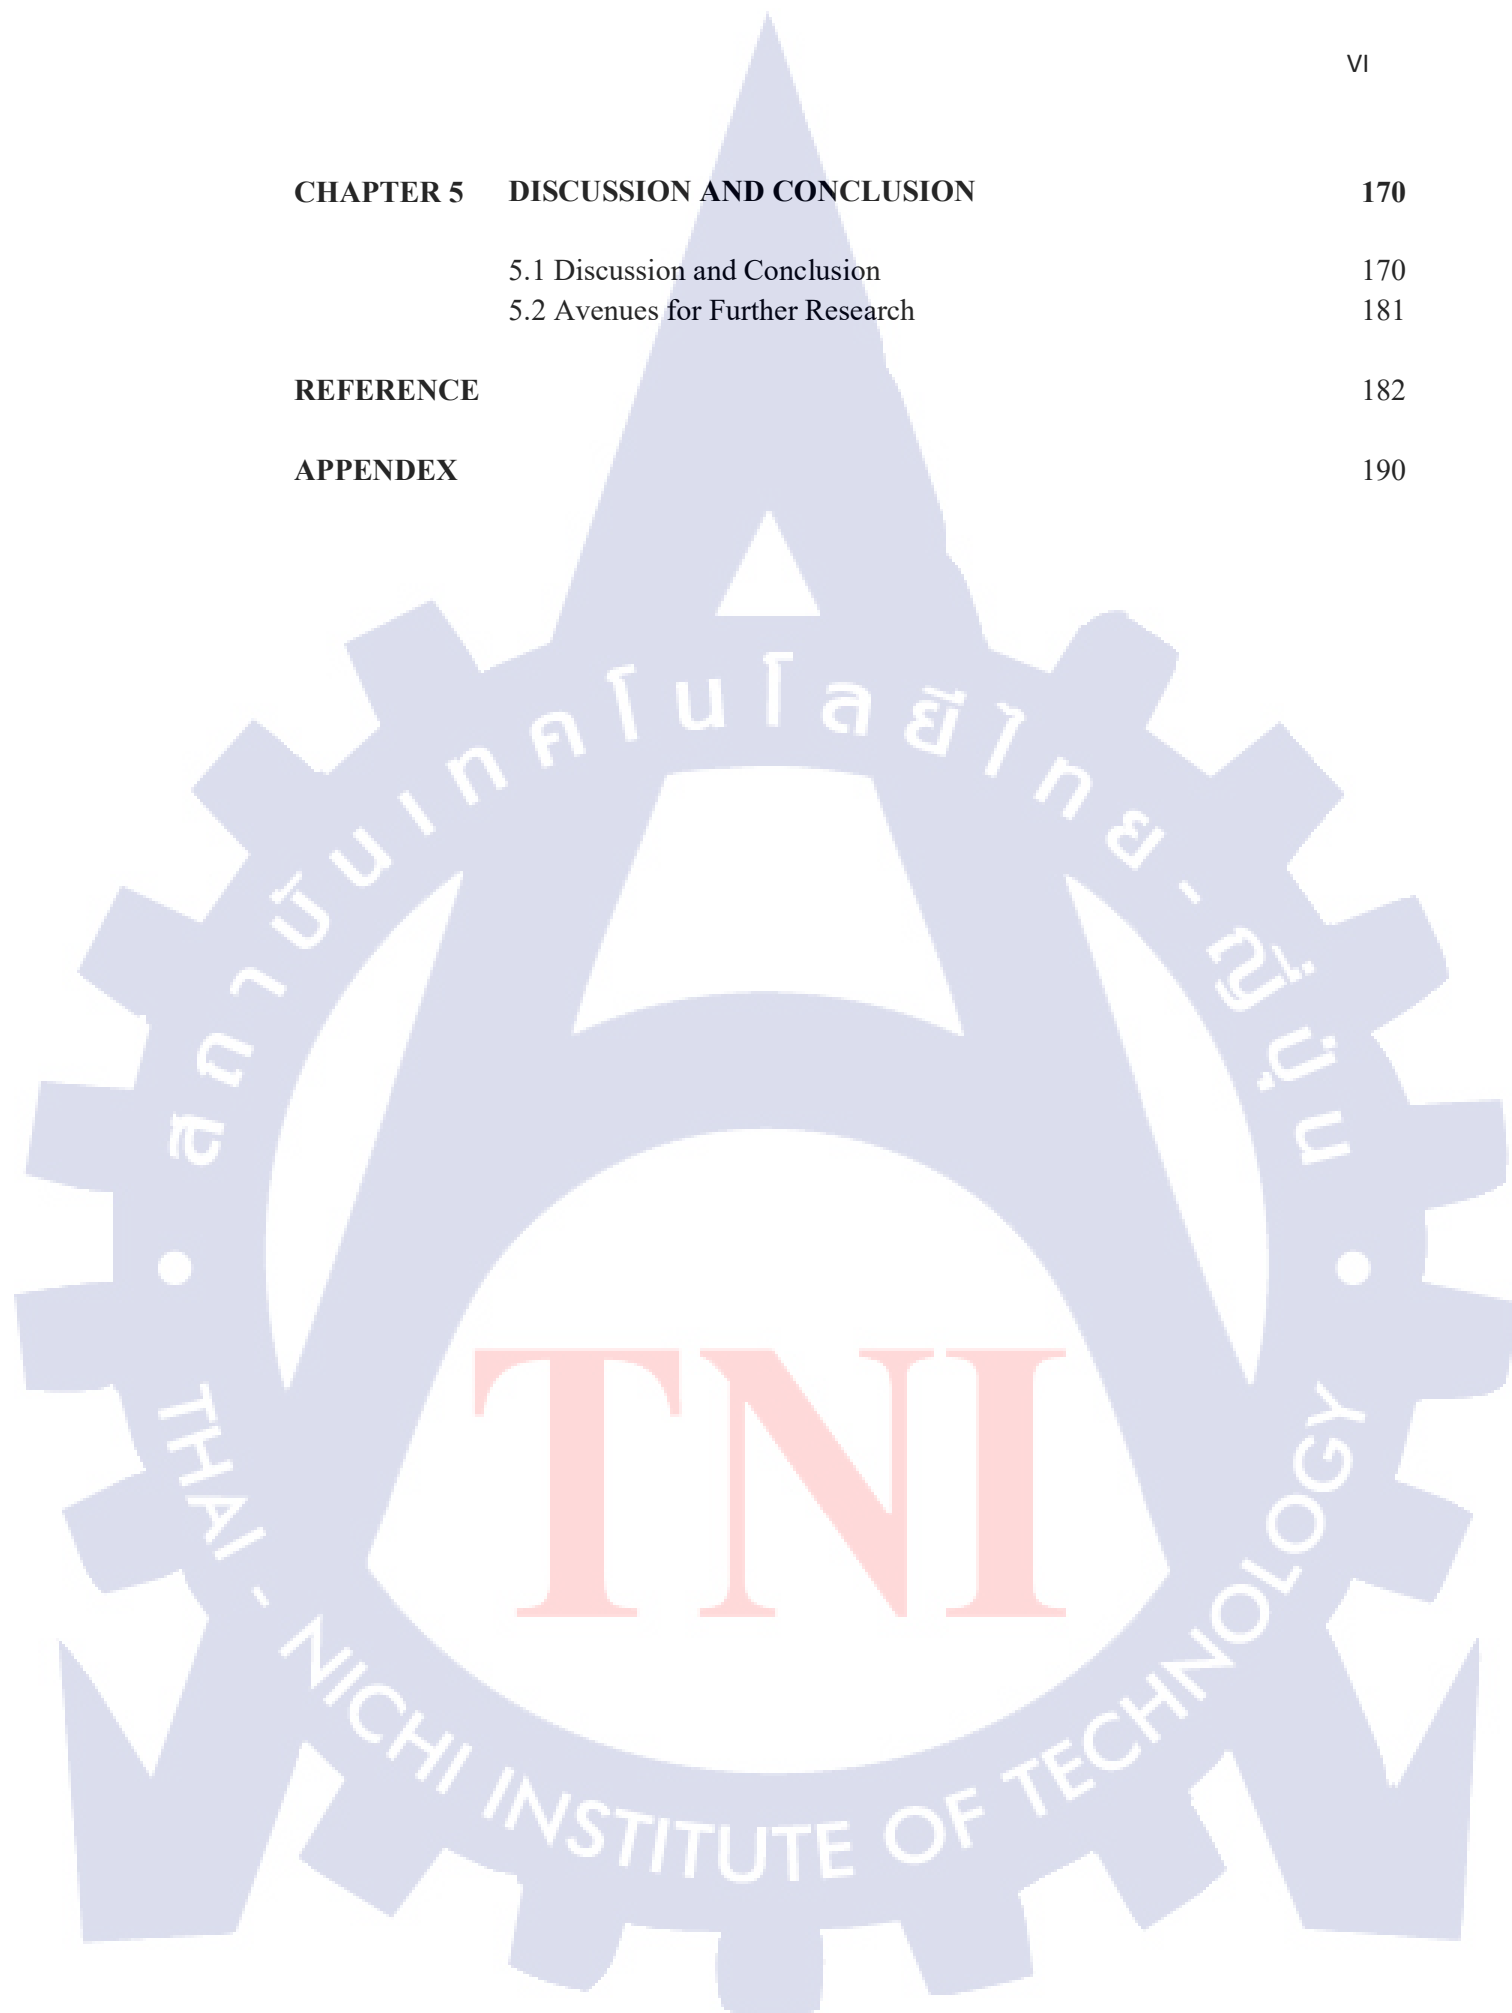 VI
CHAPTER 5 DISCUSSION AND CONCLUSION 170
5.1 Discussion and Conclusion 170
5.2 Avenues for Further Research 181
REFERENCE 182
APPENDEX 190
สถาบันเทคโนโลยีไทย-ญี่ปุ่น
TNI
THAI - NICHI INSTITUTE OF TECHNOLOGY